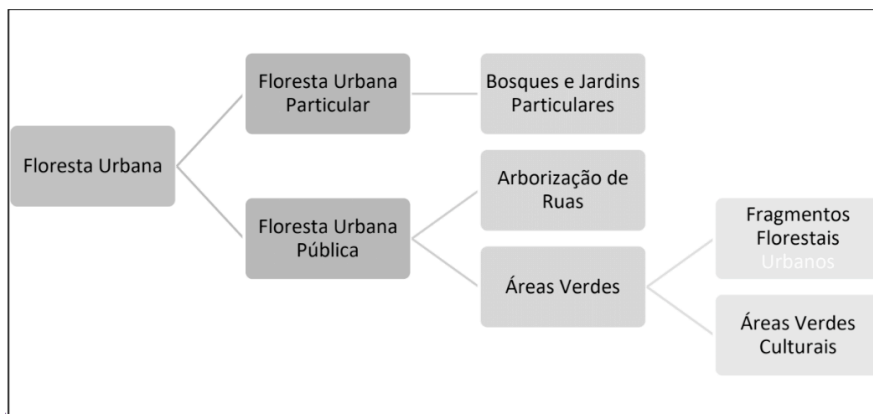 Floresta Urbana
Floresta Urbana
Particular
Bosques e Jardins
Particulares
Floresta Urbana
Pública
Arborização de
Ruas
Áreas Verdes
Fragmentos
Florestais
Urbanos
Áreas Verdes
Culturais